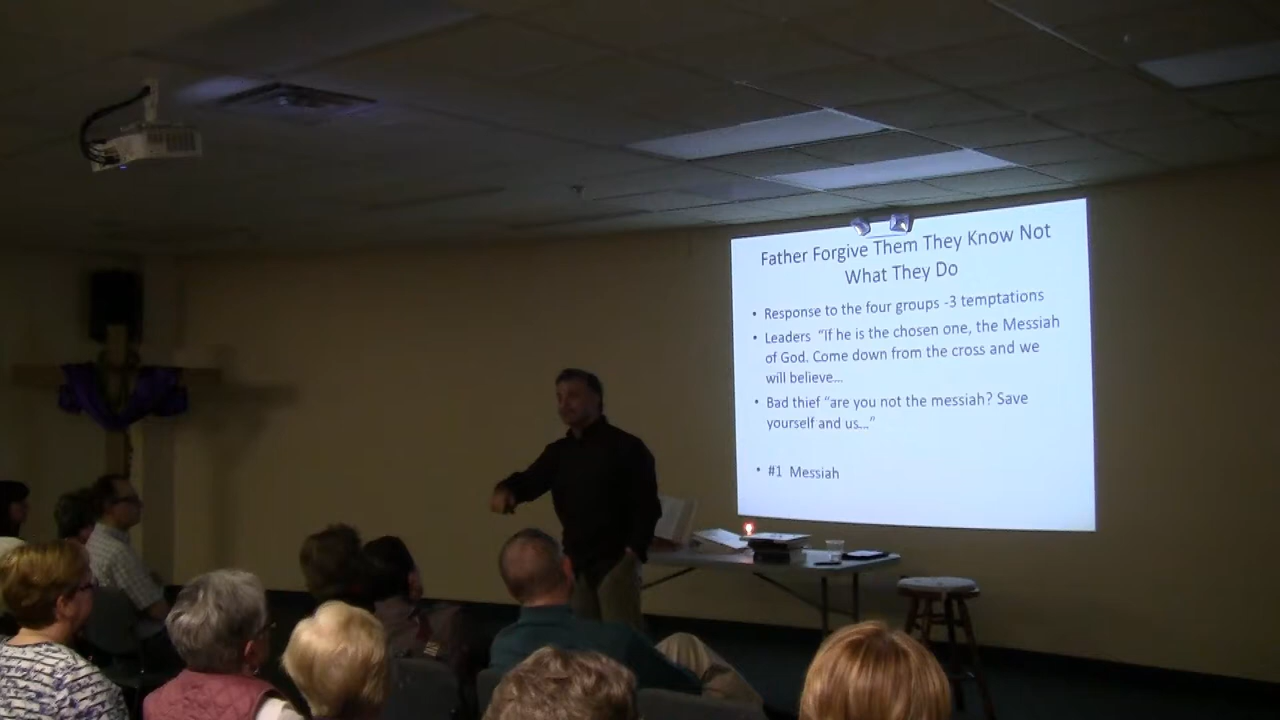 Father Forgive Them They Know Not
What They Do
• Response to the four groups -3 temptations
• Leaders “If he is the chosen one, the Messiah
of God. Come down from the cross and we
will believe...
• Bad thief “are you not the messiah? Save
yourself and us...”
• #1 Messiah